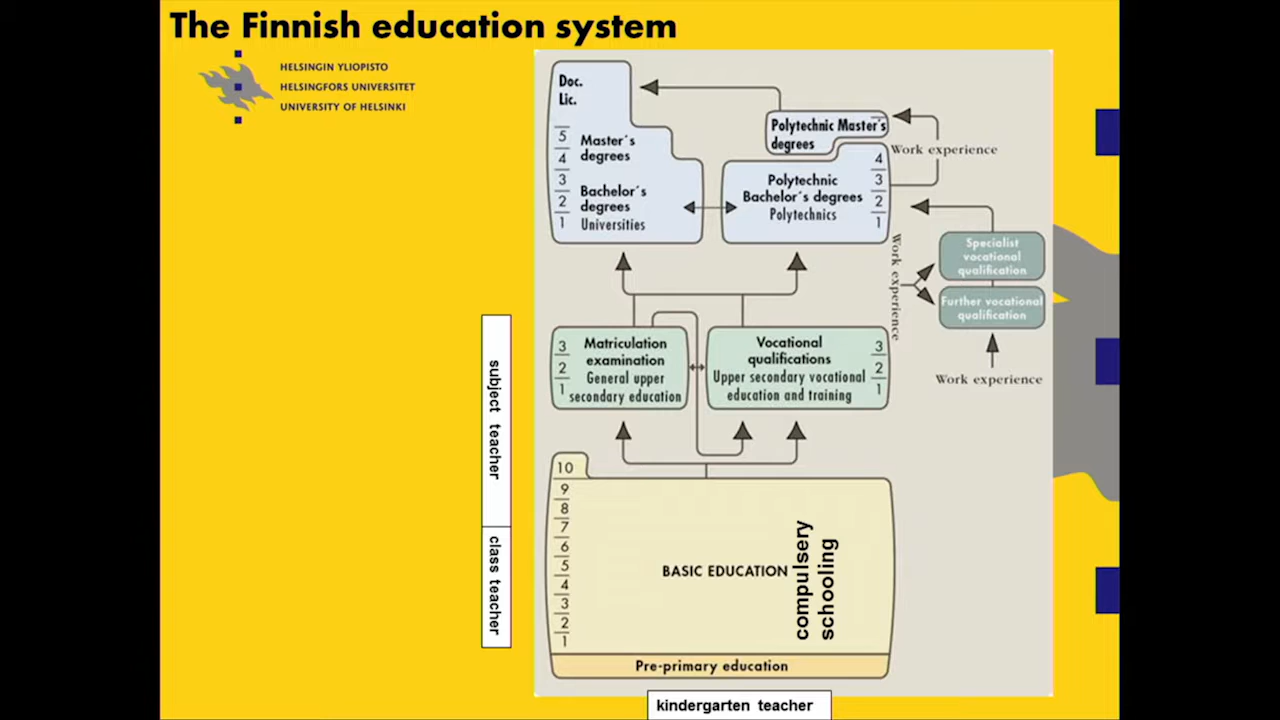 The Finnish education system
HELSINGIN YLIOPISTO
HELSINGFORS UNIVERSITET
UNIVERSITY OF HELSINKI
Doc.
Lic.
5
4
3
2
1
Master´s
degrees
Bachelor´s
degrees
Universities
Polytechnic Master´s
degrees
Work experience
Polytechnic
Bachelor´s degrees
Polytechnics
4
3
2
1
Work experience
Specialist
vocational
qualification
Further vocational
qualification
Work experience
3
2
1
Matriculation
examination
General upper
secondary education
Vocational
qualifications
Upper secondary vocational
education and training
3
2
1
subject teacher
class teacher
10
9
8
7
6
5
4
3
2
1
BASIC EDUCATION
compulsery
schooling
Pre-primary education
kindergarten teacher